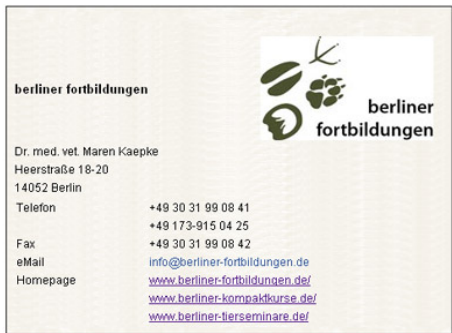 berliner fortbildungen
berliner
fortbildungen
Dr. med. vet. Maren Kaepke
Heerstraße 18-20
14052 Berlin
Telefon +49 30 31 99 08 41
+49 173-915 04 25
Fax +49 30 31 99 08 42
eMail info@berliner-fortbildungen.de
Homepage www.berliner-fortbildungen.de/
www.berliner-kompaktkurse.de/
www.berliner-tierseminare.de/